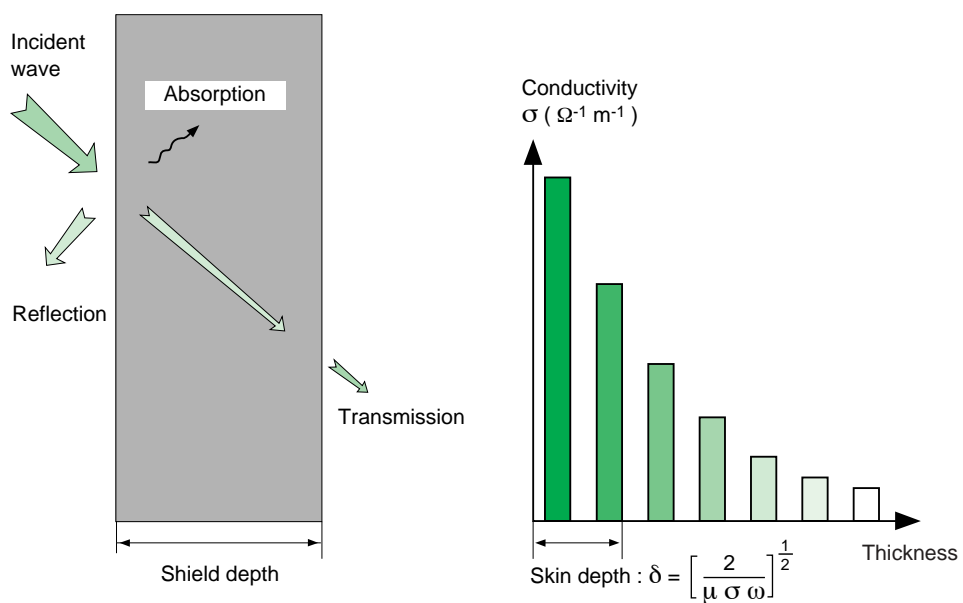 Incident
wave
Absorption
Reflection
Transmission
Shield depth
Conductivity
σ ( Ω⁻¹ m⁻¹ )
Thickness
Skin depth : δ = [ 2 / μ σ ω ]^1/2